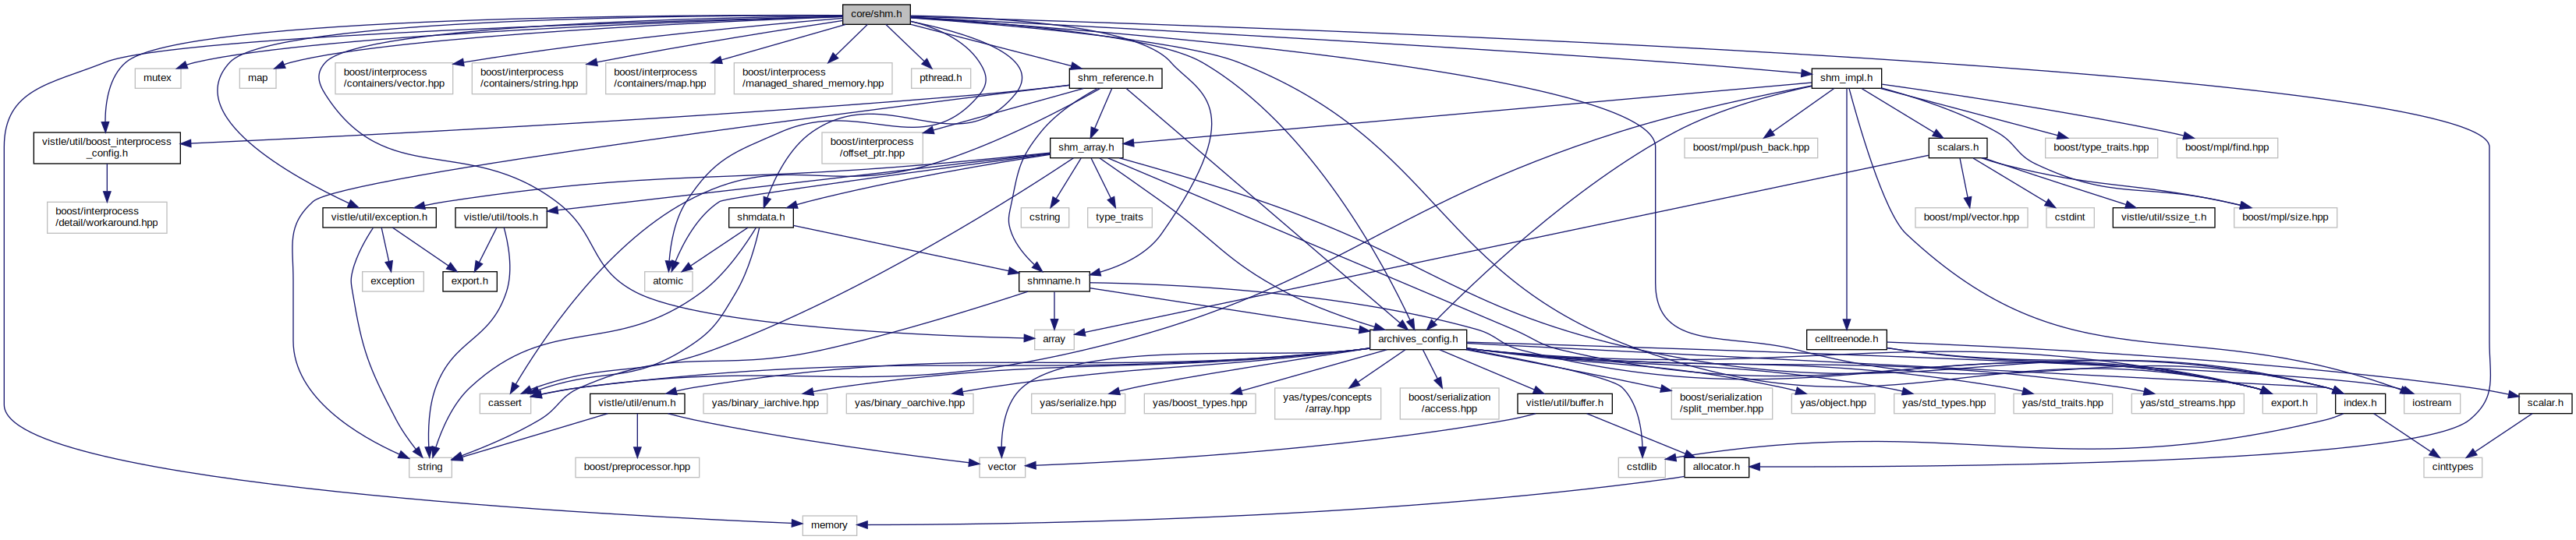 core/shm.h
mutex
map
boost/interprocess
/containers/vector.hpp
boost/interprocess
/containers/string.hpp
boost/interprocess
/containers/map.hpp
boost/interprocess
/managed_shared_memory.hpp
pthread.h
shm_reference.h
shm_impl.h
vistle/util/boost_interprocess
_config.h
boost/interprocess
/offset_ptr.hpp
shm_array.h
boost/mpl/push_back.hpp
scalars.h
boost/type_traits.hpp
boost/mpl/find.hpp
boost/interprocess
/detail/workaround.hpp
vistle/util/exception.h
vistle/util/tools.h
shmdata.h
cstring
type_traits
boost/mpl/vector.hpp
cstdint
vistle/util/ssize_t.h
boost/mpl/size.hpp
exception
export.h
atomic
shmname.h
array
archives_config.h
celltreenode.h
cassert
vistle/util/enum.h
yas/binary_iarchive.hpp
yas/binary_oarchive.hpp
yas/serialize.hpp
yas/boost_types.hpp
yas/types/concepts
/array.hpp
boost/serialization
/access.hpp
vistle/util/buffer.h
boost/serialization
/split_member.hpp
yas/object.hpp
yas/std_types.hpp
yas/std_traits.hpp
yas/std_streams.hpp
export.h
index.h
iostream
scalar.h
string
boost/preprocessor.hpp
vector
cstdlib
allocator.h
cinttypes
memory